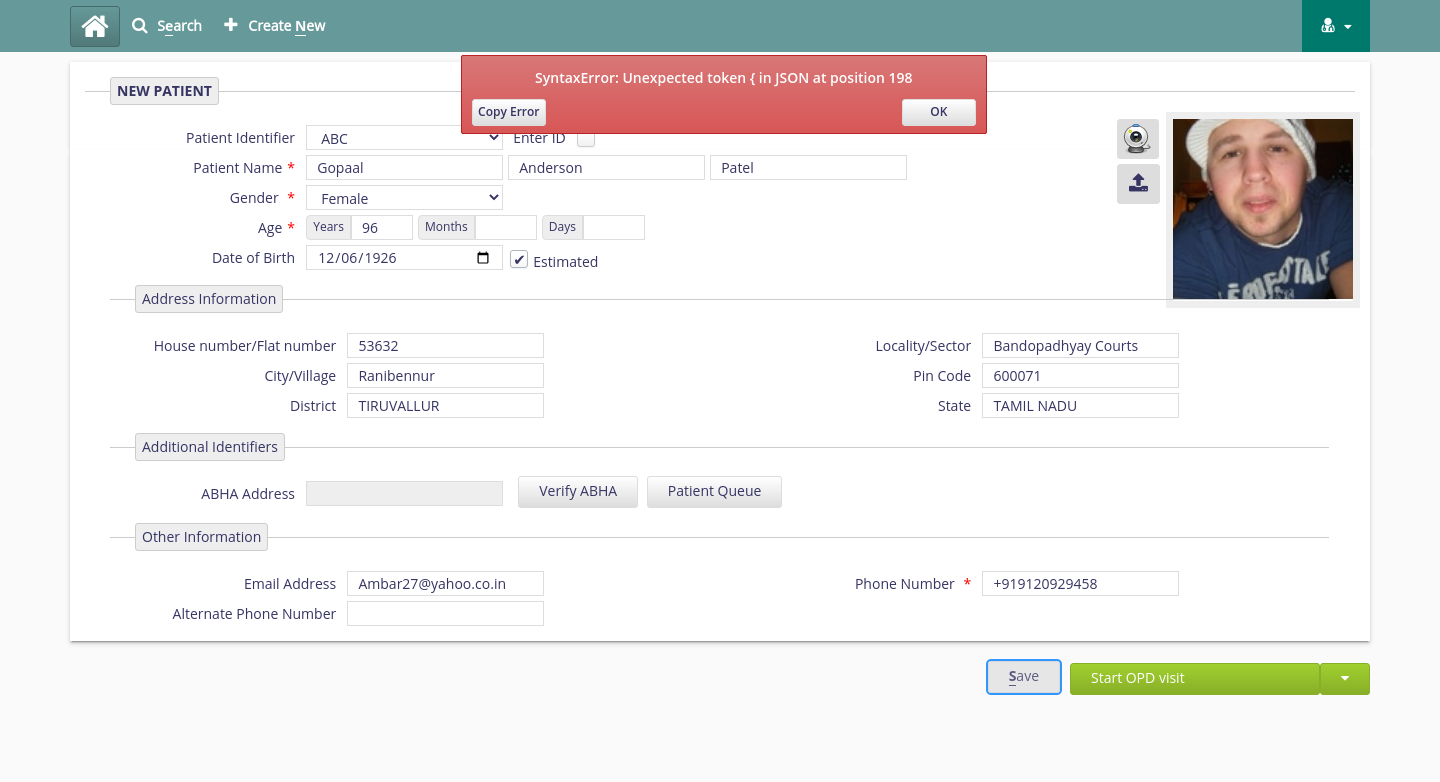 Search
Create New
SyntaxError: Unexpected token { in JSON at position 198
Copy Error OK
NEW PATIENT
Patient Identifier ABC Enter ID
Patient Name * Gopaal Anderson Patel
Gender * Female
Age * Years 96 Months Days
Date of Birth 12/06/1926 ✔ Estimated
Address Information
House number/Flat number 53632 Locality/Sector Bandopadhyay Courts
City/Village Ranibennur Pin Code 600071
District TIRUVALLUR State TAMIL NADU
Additional Identifiers
ABHA Address Verify ABHA Patient Queue
Other Information
Email Address Ambar27@yahoo.co.in Phone Number * +919120929458
Alternate Phone Number
Save Start OPD visit